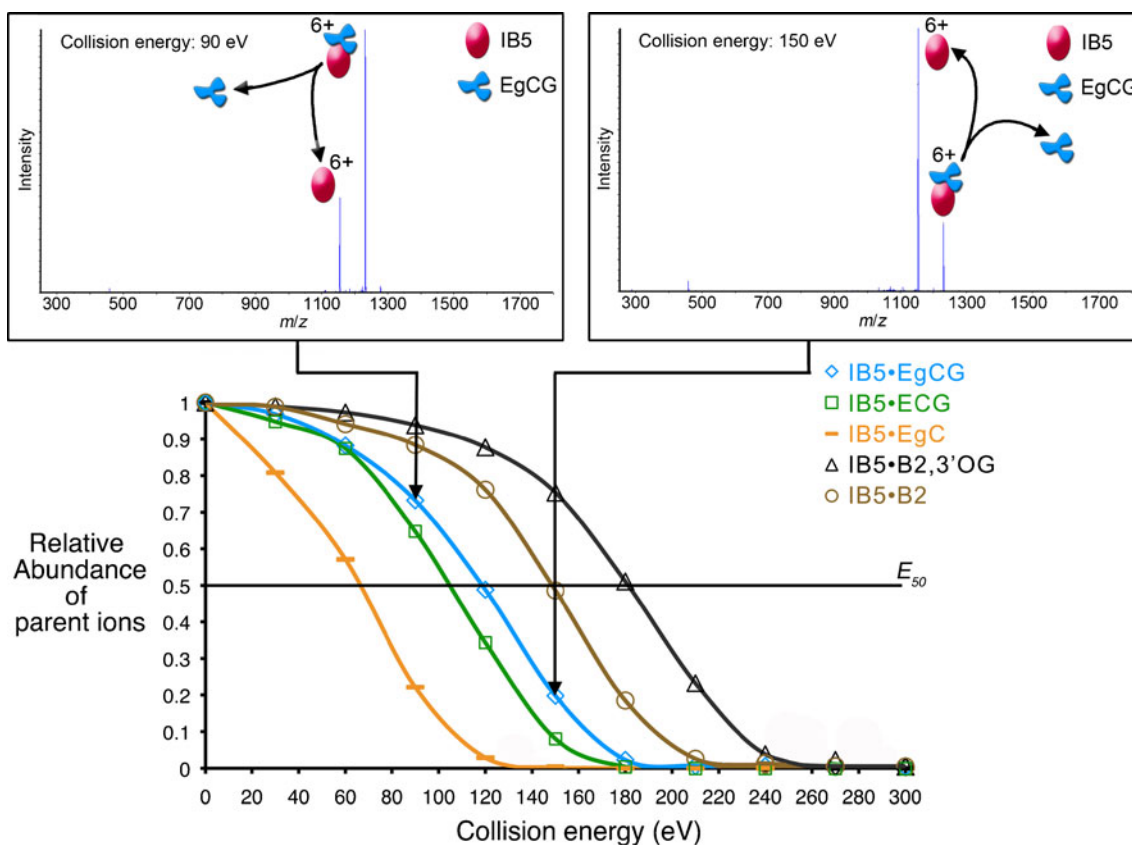 Collision energy: 90 eV
6+
IB5
EgCG
6+
Intensity
300 500 700 900 1100 1300 1500 1700
m/z
Collision energy: 150 eV
6+
IB5
EgCG
6+
Intensity
300 500 700 900 1100 1300 1500 1700
m/z
IB5•EgCG
IB5•ECG
IB5•EgC
IB5•B2,3'OG
IB5•B2
Relative
Abundance
of
parent ions
1
0.9
0.8
0.7
0.6
0.5
0.4
0.3
0.2
0.1
0
E50
0 20 40 60 80 100 120 140 160 180 200 220 240 260 280 300
Collision energy (eV)